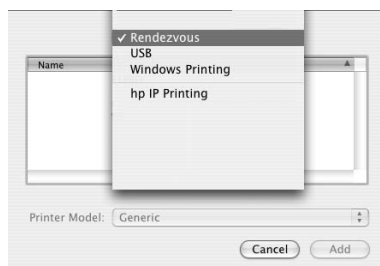 ✓ Rendezvous
USB
Windows Printing
hp IP Printing
Name
Printer Model: Generic
Cancel Add